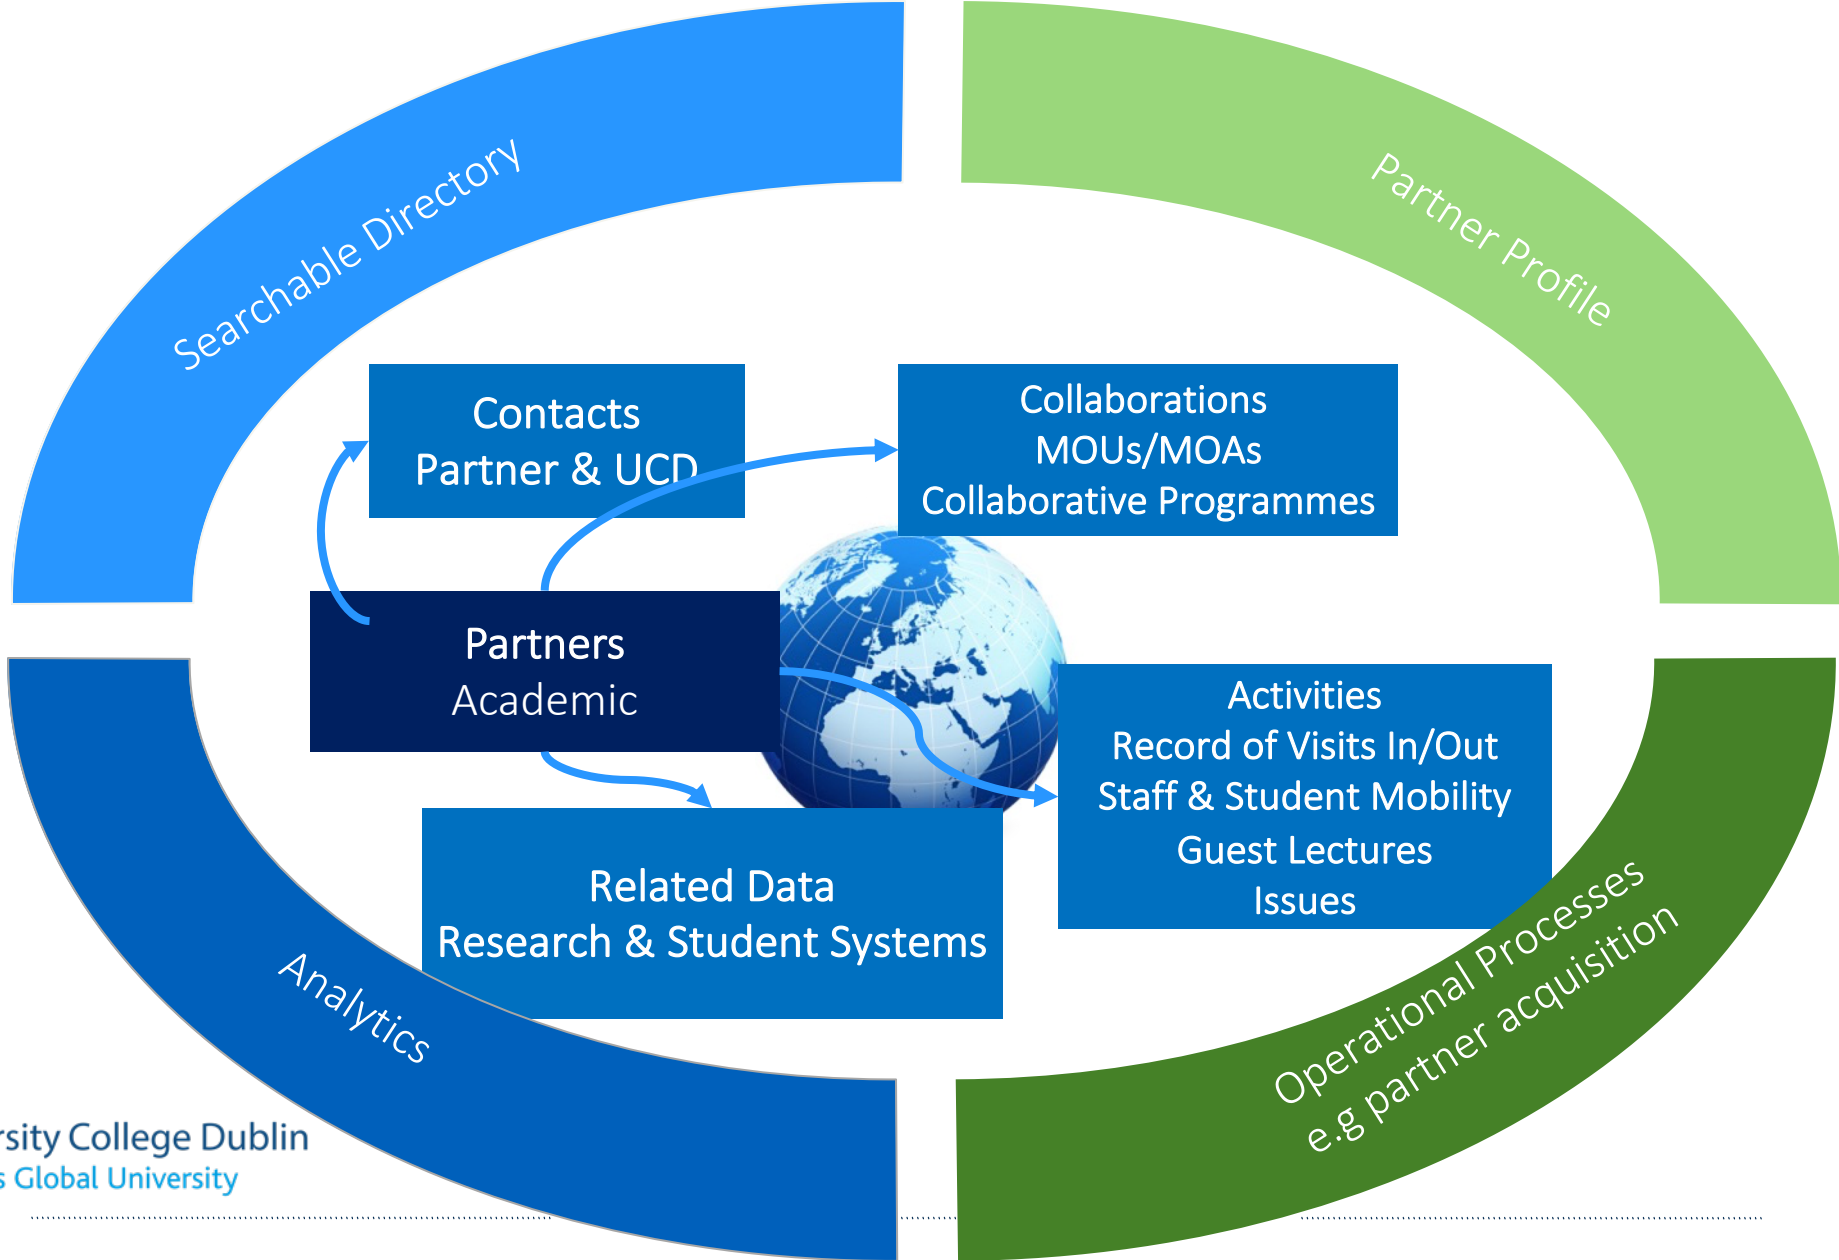 Searchable Directory
Partner Profile
Contacts
Partner & UCD
Collaborations
MOUs/MOAs
Collaborative Programmes
Partners
Academic
Activities
Record of Visits In/Out
Staff & Student Mobility
Guest Lectures
Issues
Related Data
Research & Student Systems
Analytics
Operational Processes
e.g partner acquisition
College Dublin
Global University